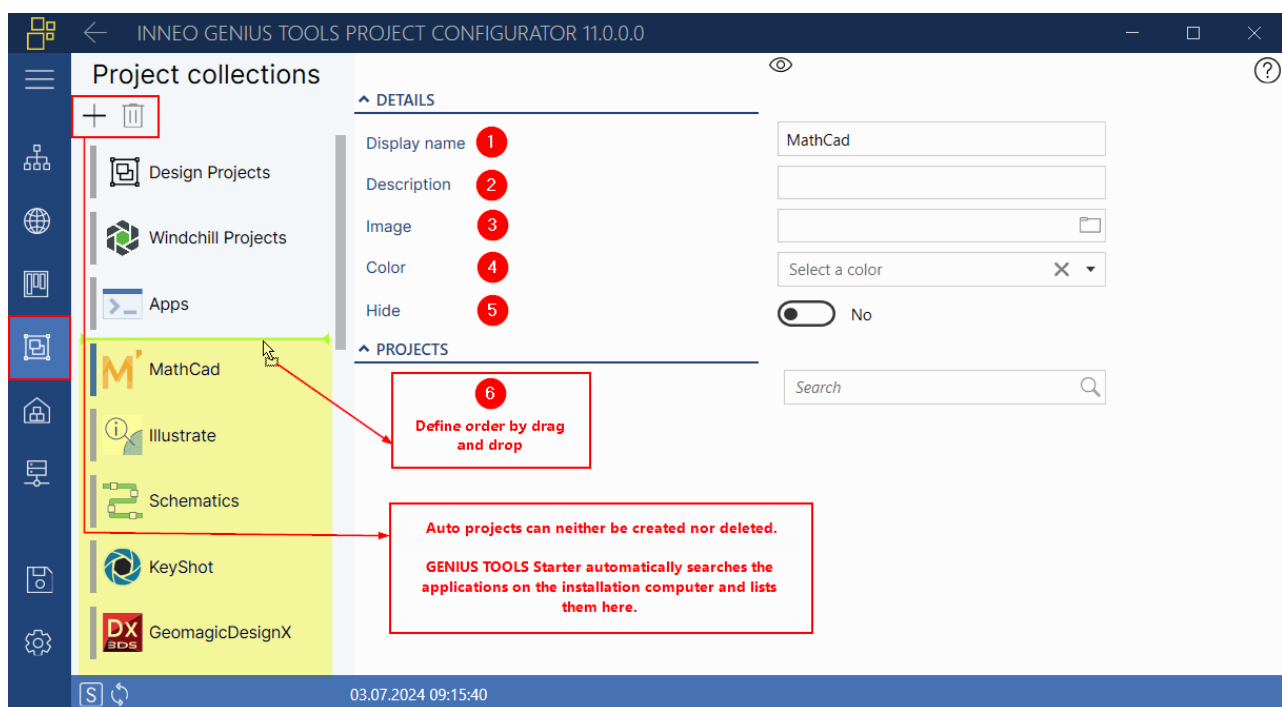 INNEO GENIUS TOOLS PROJECT CONFIGURATOR 11.0.0.0
Project collections
Design Projects
Windchill Projects
Apps
MathCad
Illustrate
Schematics
KeyShot
DX
3DS
GeomagicDesignX
DETAILS
Display name 1
MathCad
Description 2
Image 3
Color 4
Select a color
Hide 5
No
PROJECTS
Search
6
Define order by drag
and drop
Auto projects can neither be created nor deleted.
GENIUS TOOLS Starter automatically searches the
applications on the installation computer and lists
them here.
S
03.07.2024 09:15:40